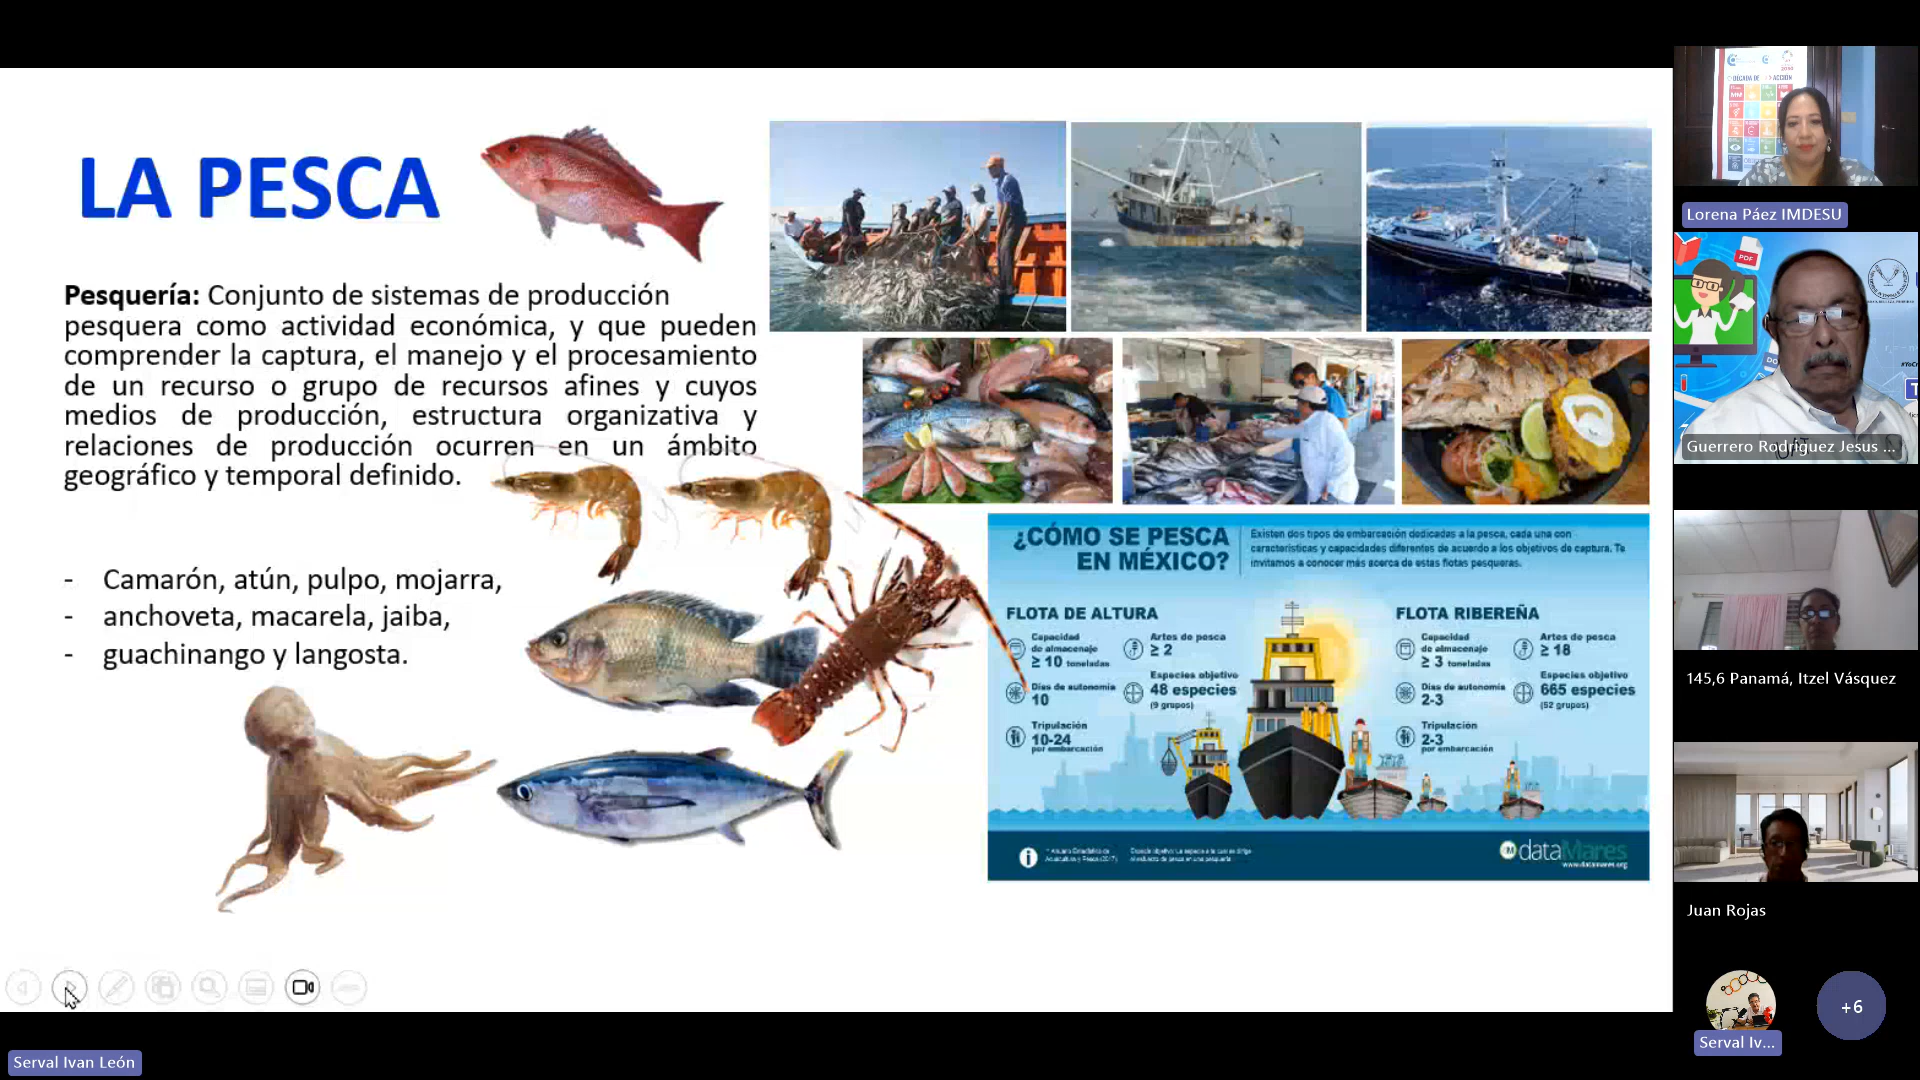 LA PESCA
Pesquería: Conjunto de sistemas de producción
pesquera como actividad económica, y que pueden
comprender la captura, el manejo y el procesamiento
de un recurso o grupo de recursos afines y cuyos
medios de producción, estructura organizativa y
relaciones de producción ocurren en un ámbito
geográfico y temporal definido.
- Camarón, atún, pulpo, mojarra,
- anchoveta, macarela, jaiba,
- guachinango y langosta.
¿CÓMO SE PESCA
EN MÉXICO?
Existen dos tipos de embarcación dedicadas a la pesca, cada una con
características y capacidades diferentes de acuerdo a los objetivos de captura. Te
invitamos a conocer más acerca de estas flotas pesqueras.
FLOTA DE ALTURA
Capacidad
de almacenaje
≥ 10 toneladas
Días de autonomía
10
Tripulación
10-24
por embarcación
Artes de pesca
≥ 2
Especies objetivo
48 especies
(9 grupos)
FLOTA RIBEREÑA
Capacidad
de almacenaje
≥ 3 toneladas
Días de autonomía
2-3
Tripulación
2-3
por embarcación
Artes de pesca
≥ 18
Especies objetivo
665 especies
(52 grupos)
dataMares
www.datamares.org
DÉCADA DE ACCIÓN
Lorena Páez IMDESU
PDF
Guerrero Rodríguez Jesus ...
145,6 Panamá, Itzel Vásquez
Juan Rojas
Serval Iv...
+6
Serval Ivan León